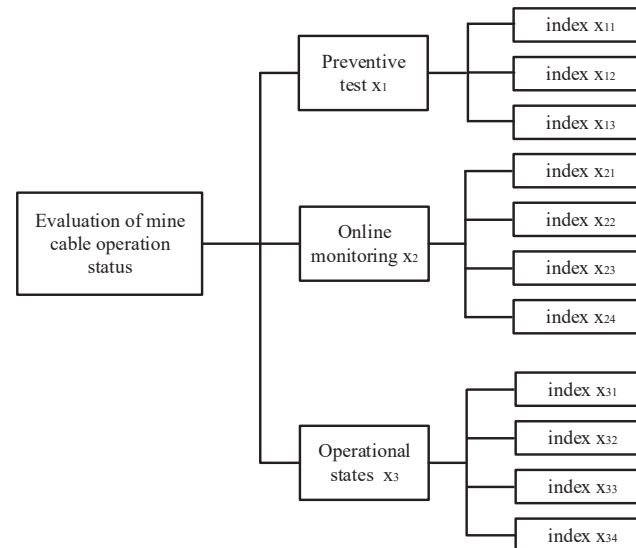 Evaluation of mine
cable operation
status
Preventive
test x₁
index x₁₁
index x₁₂
index x₁₃
Online
monitoring x₂
index x₂₁
index x₂₂
index x₂₃
index x₂₄
Operational
states x₃
index x₃₁
index x₃₂
index x₃₃
index x₃₄